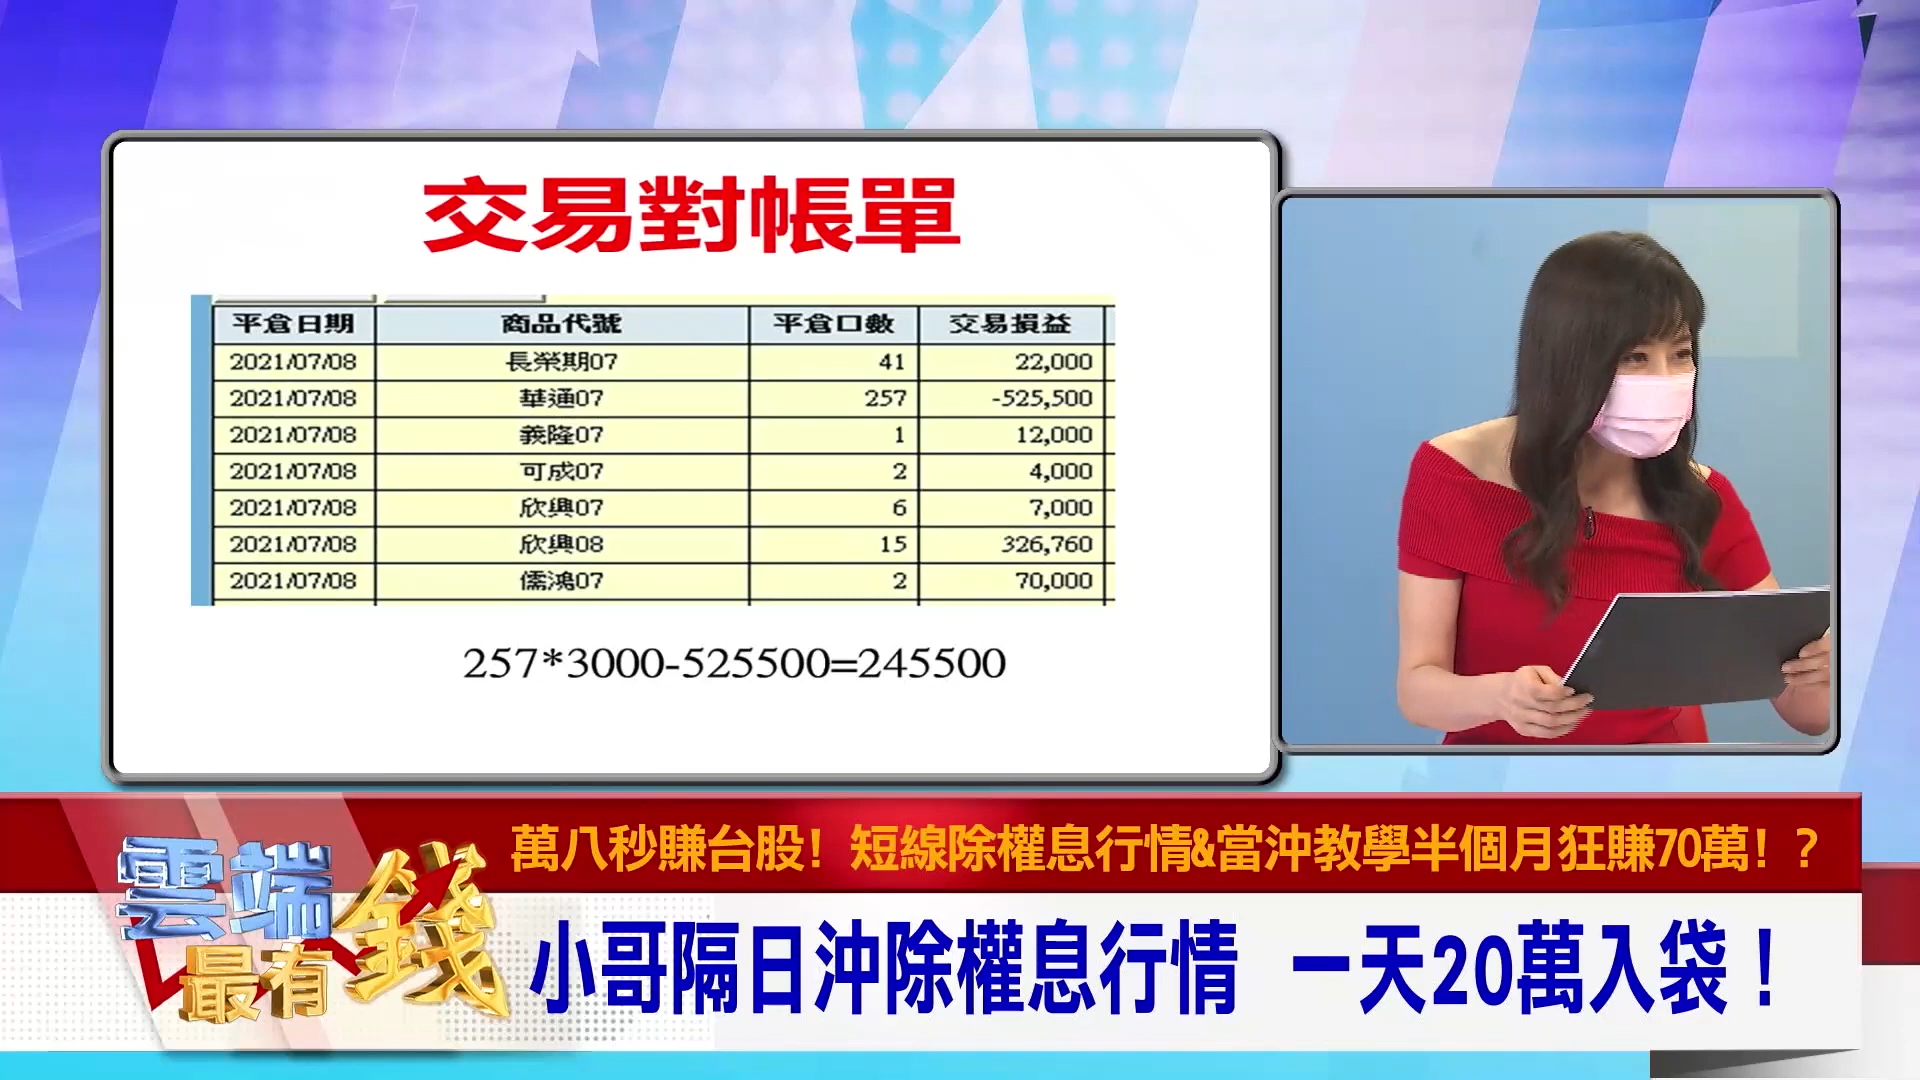 交易對帳單
平倉日期 商品代號 平倉口數 交易損益
2021/07/08 長榮期07 41 22,000
2021/07/08 華通07 257 -525,500
2021/07/08 義隆07 1 12,000
2021/07/08 可成07 2 4,000
2021/07/08 欣興07 6 7,000
2021/07/08 欣興08 15 326,760
2021/07/08 儒鴻07 2 70,000
257*3000-525500=245500
雲端
最有錢
萬八秒賺台股！短線除權息行情&當沖教學半個月狂賺70萬！？
小哥隔日沖除權息行情 一天20萬入袋！